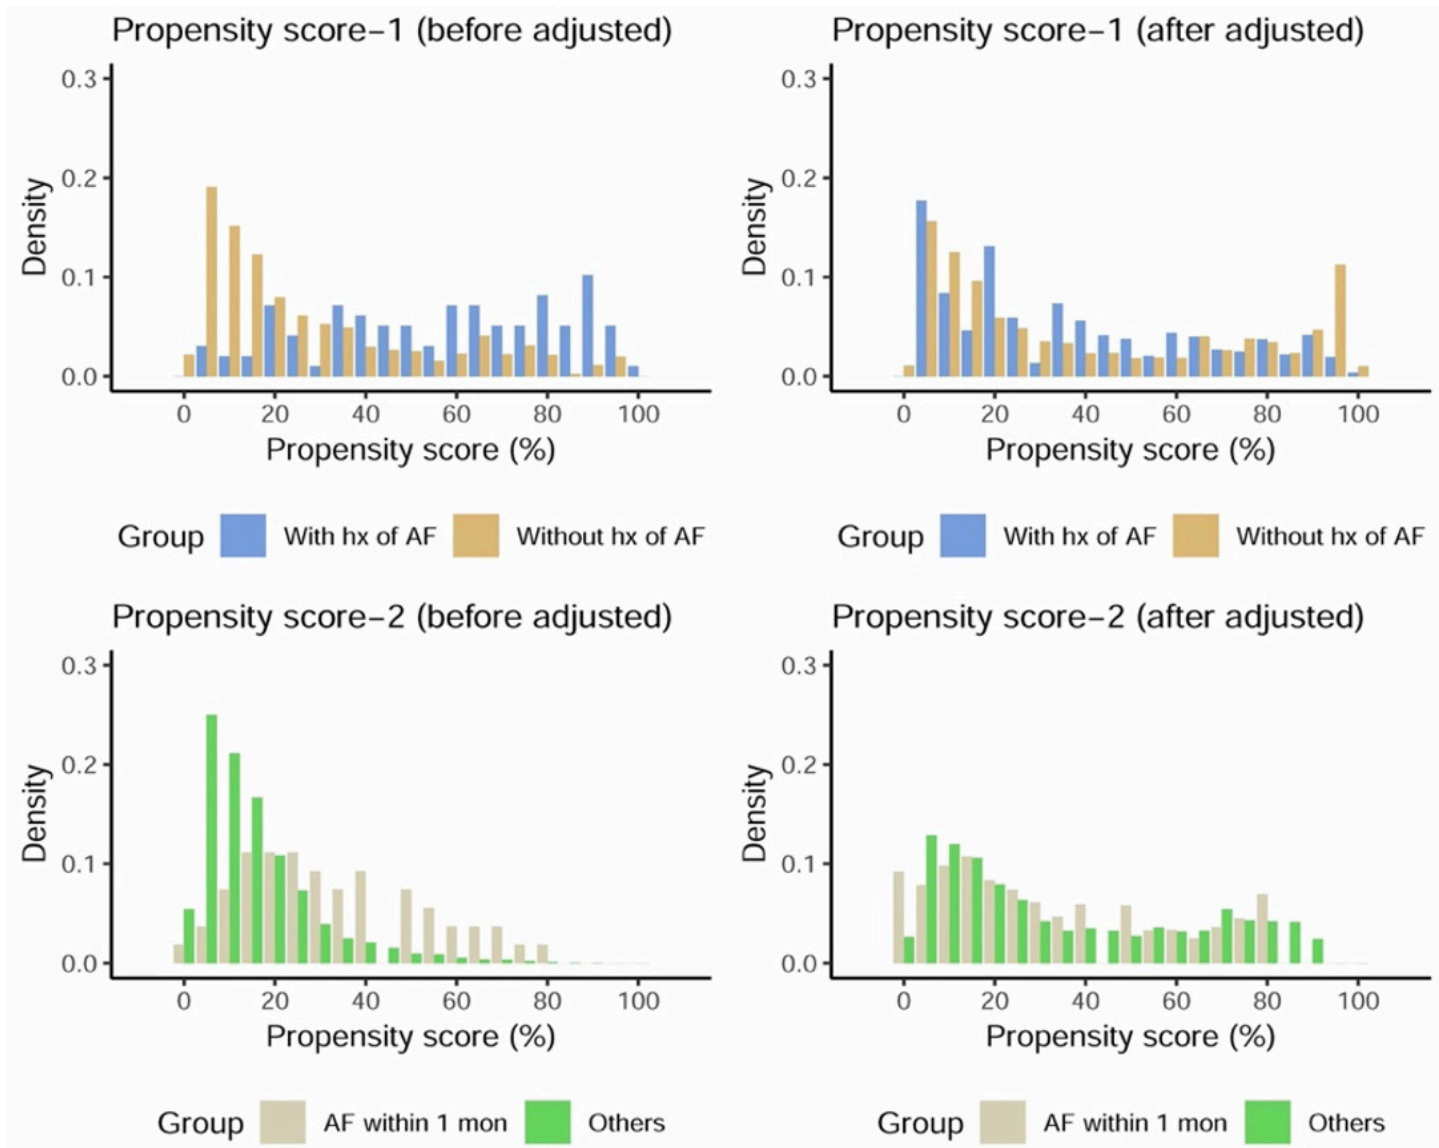 Propensity score–1 (before adjusted)
0.3
0.2
0.1
0.0
Density
0 20 40 60 80 100
Propensity score (%)
Group With hx of AF Without hx of AF
Propensity score–1 (after adjusted)
0.3
0.2
0.1
0.0
Density
0 20 40 60 80 100
Propensity score (%)
Group With hx of AF Without hx of AF
Propensity score–2 (before adjusted)
0.3
0.2
0.1
0.0
Density
0 20 40 60 80 100
Propensity score (%)
Group AF within 1 mon Others
Propensity score–2 (after adjusted)
0.3
0.2
0.1
0.0
Density
0 20 40 60 80 100
Propensity score (%)
Group AF within 1 mon Others